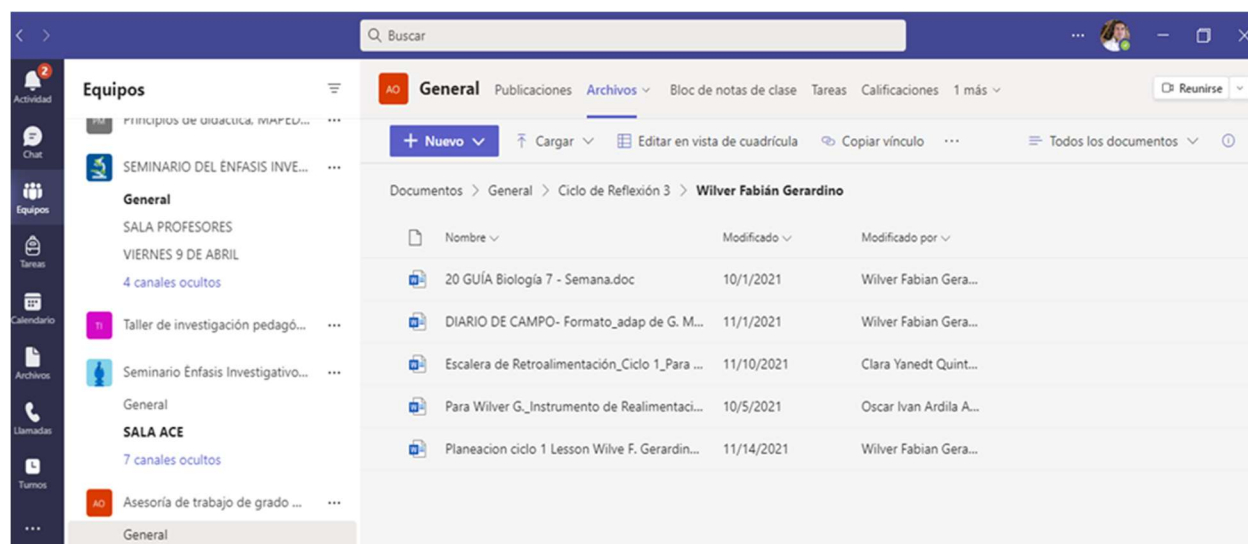 Buscar
2
Actividad
Chat
Equipos
Tareas
Calendario
Archivos
Llamadas
Turnos
Equipos
PM Principios de didáctica, MAPED... ...
SEMINARIO DEL ÉNFASIS INVE... ...
General
SALA PROFESORES
VIERNES 9 DE ABRIL
4 canales ocultos
TI Taller de investigación pedagó... ...
Seminario Énfasis Investigativo... ...
General
SALA ACE
7 canales ocultos
AO Asesoría de trabajo de grado ... ...
General
AO General Publicaciones Archivos Bloc de notas de clase Tareas Calificaciones 1 más Reunirse
+ Nuevo Cargar Editar en vista de cuadrícula Copiar vínculo ... Todos los documentos
Documentos > General > Ciclo de Reflexión 3 > Wilver Fabián Gerardino
Nombre Modificado Modificado por
20 GUÍA Biología 7 - Semana.doc 10/1/2021 Wilver Fabian Gera...
DIARIO DE CAMPO- Formato_adap de G. M... 11/1/2021 Wilver Fabian Gera...
Escalera de Retroalimentación_Ciclo 1_Para ... 11/10/2021 Clara Yanedt Quint...
Para Wilver G._Instrumento de Realimentaci... 10/5/2021 Oscar Ivan Ardila A...
Planeacion ciclo 1 Lesson Wilve F. Gerardin... 11/14/2021 Wilver Fabian Gera...